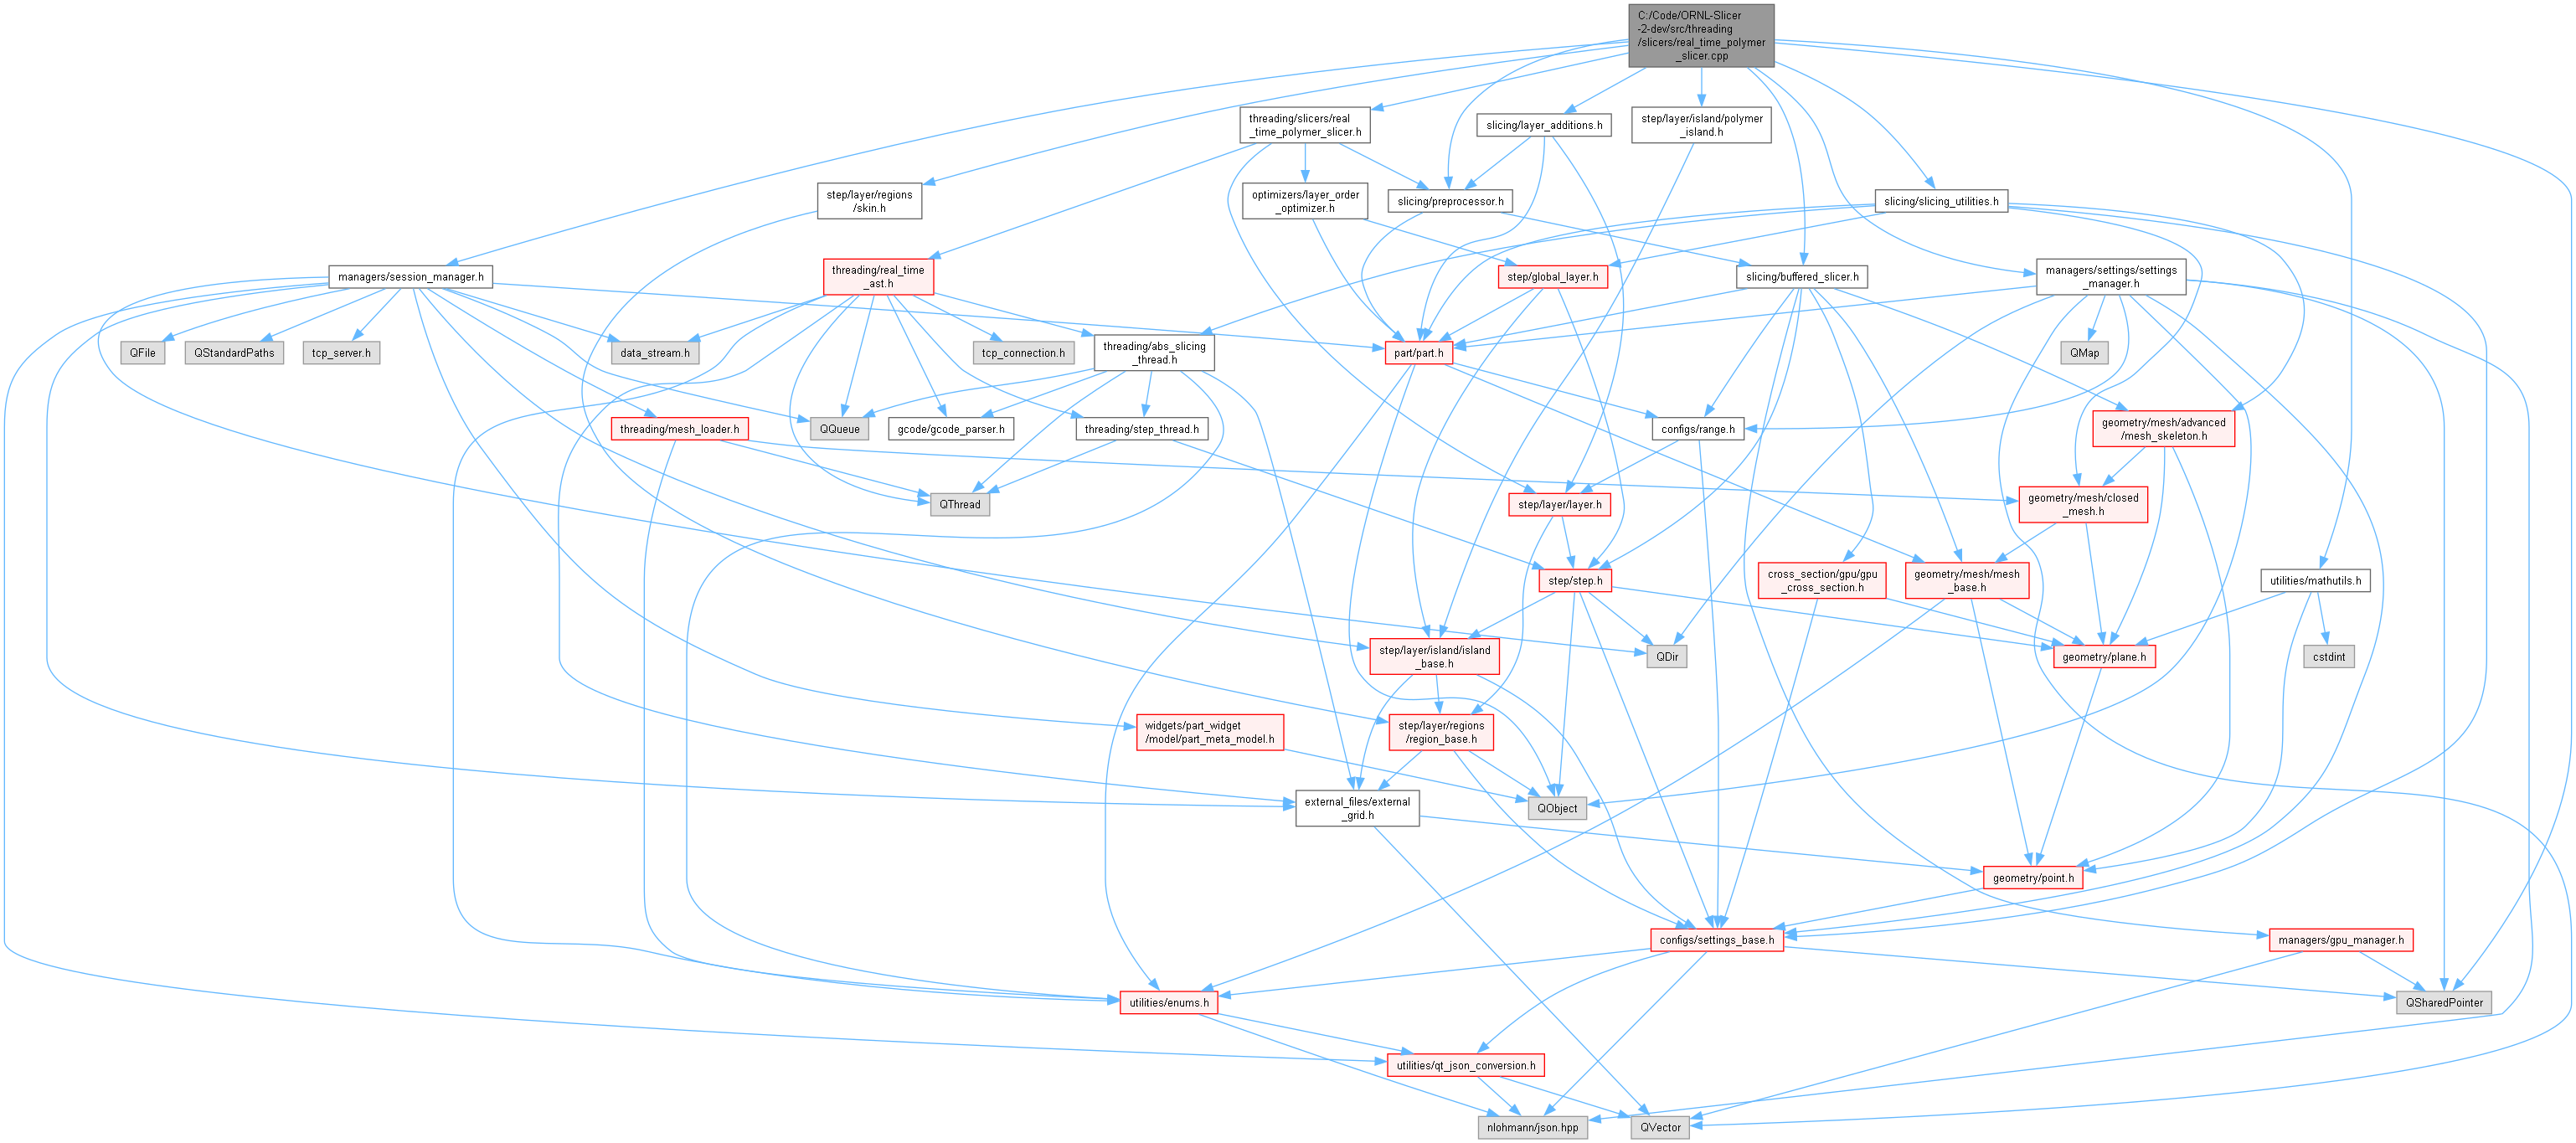 C:/Code/ORNL-Slicer
-2-dev/src/threading
/slicers/real_time_polymer
_slicer.cpp
threading/slicers/real
_time_polymer_slicer.h
slicing/layer_additions.h
step/layer/island/polymer
_island.h
step/layer/regions
/skin.h
optimizers/layer_order
_optimizer.h
slicing/preprocessor.h
slicing/slicing_utilities.h
managers/session_manager.h
threading/real_time
_ast.h
step/global_layer.h
slicing/buffered_slicer.h
managers/settings/settings
_manager.h
QFile
QStandardPaths
tcp_server.h
data_stream.h
tcp_connection.h
threading/abs_slicing
_thread.h
part/part.h
QMap
threading/mesh_loader.h
QQueue
gcode/gcode_parser.h
threading/step_thread.h
configs/range.h
geometry/mesh/advanced
/mesh_skeleton.h
QThread
step/layer/layer.h
geometry/mesh/closed
_mesh.h
step/step.h
cross_section/gpu/gpu
_cross_section.h
geometry/mesh/mesh
_base.h
utilities/mathutils.h
step/layer/island/island
_base.h
QDir
geometry/plane.h
cstdint
widgets/part_widget
/model/part_meta_model.h
step/layer/regions
/region_base.h
external_files/external
_grid.h
QObject
geometry/point.h
configs/settings_base.h
managers/gpu_manager.h
utilities/enums.h
QSharedPointer
utilities/qt_json_conversion.h
nlohmann/json.hpp
QVector